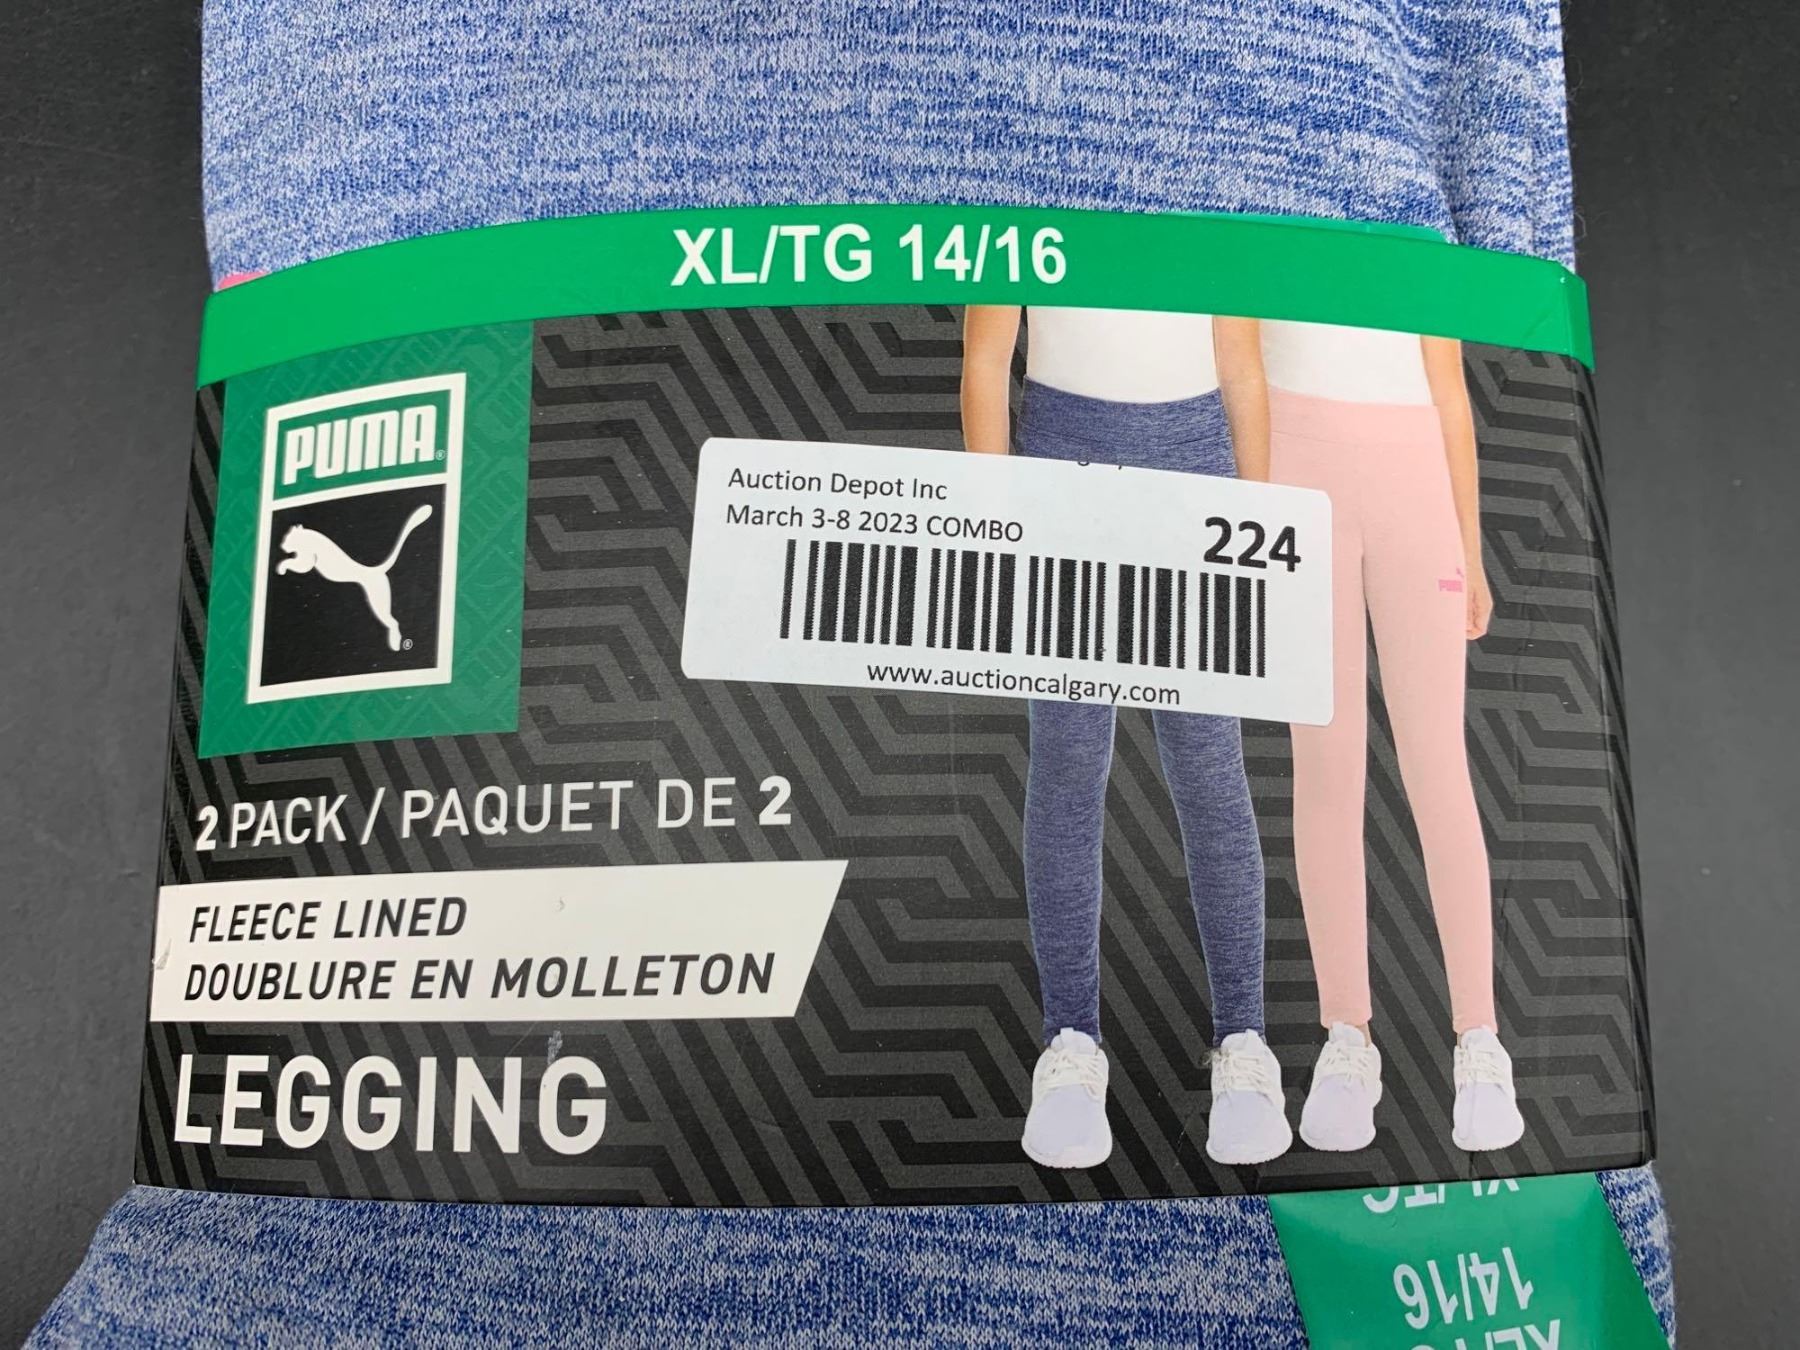 XL/TG 14/16
PUMA®
®
Auction Depot Inc
March 3-8 2023 COMBO
224
www.auctioncalgary.com
PUMA
2 PACK / PAQUET DE 2
FLEECE LINED
DOUBLURE EN MOLLETON
LEGGING
XL/TG
14/16